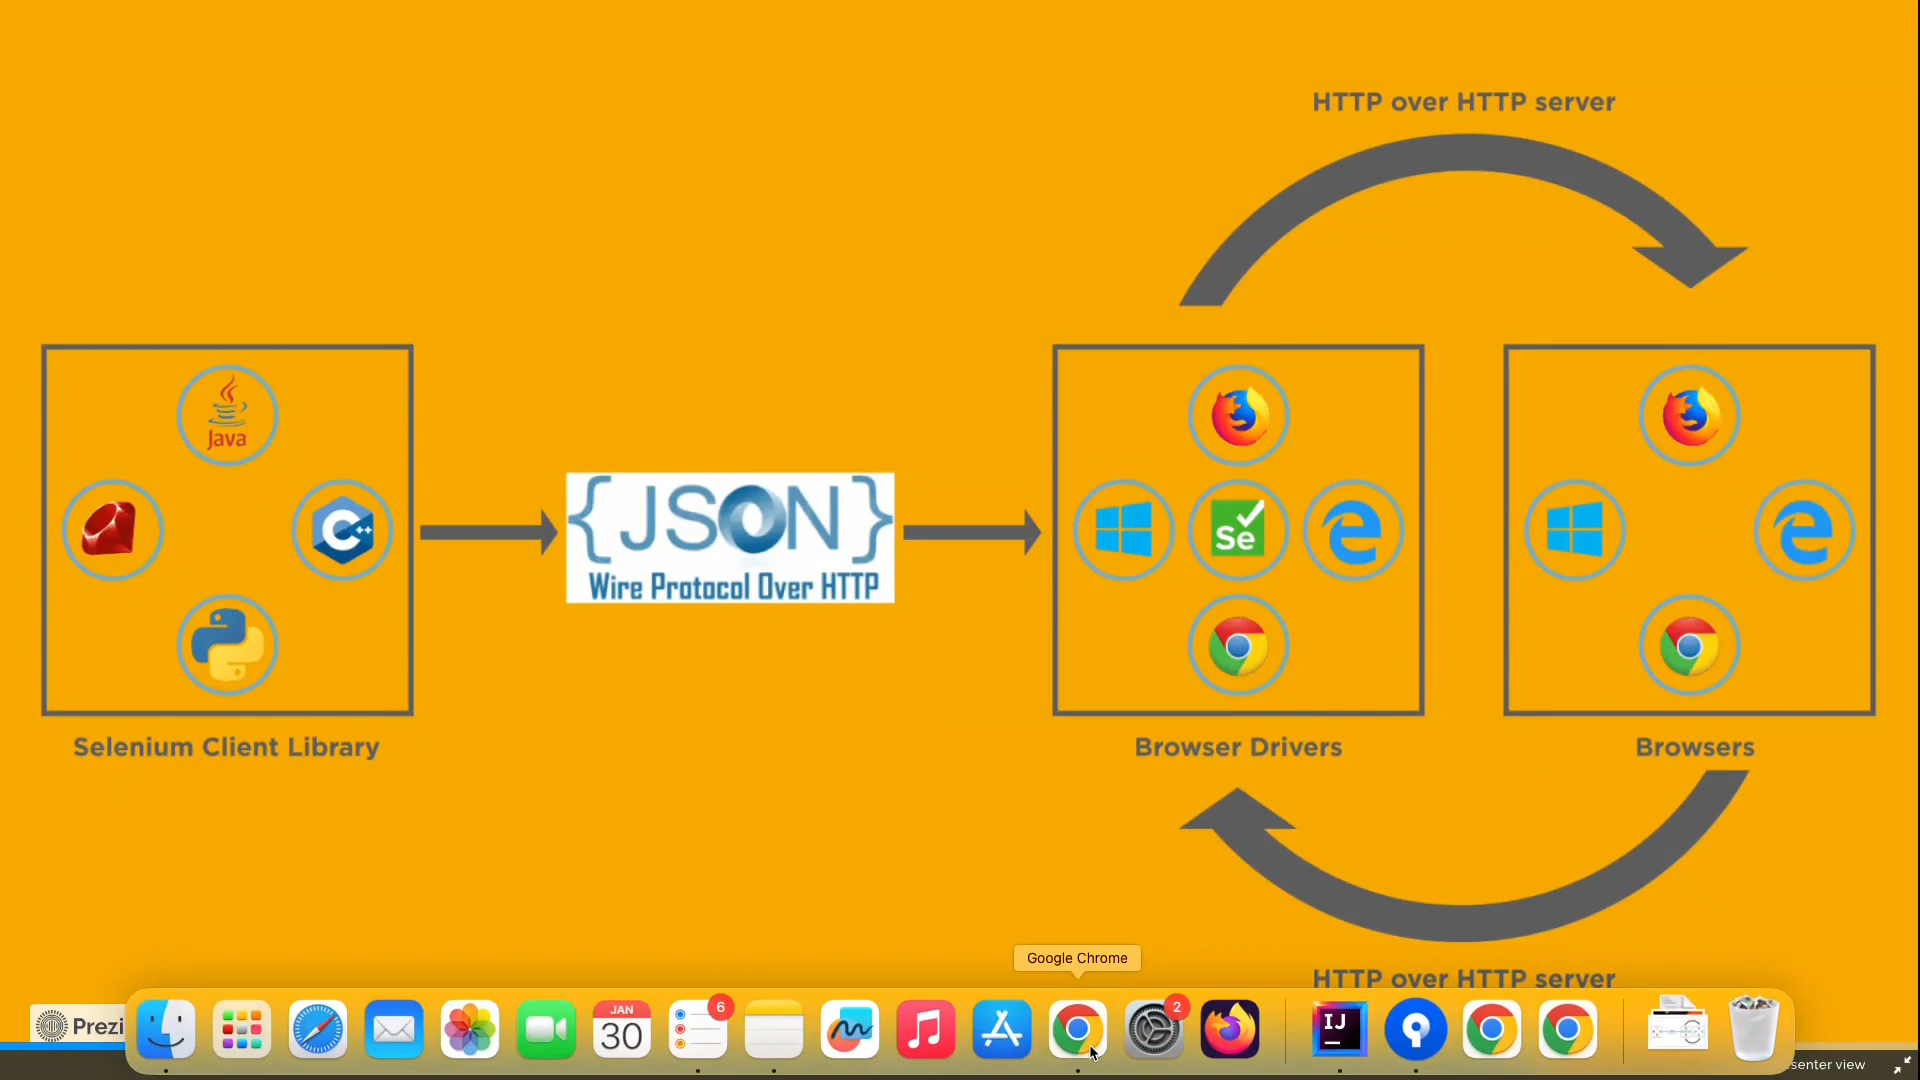 HTTP over HTTP server
Java
C++
{JSON}
Wire Protocol Over HTTP
Se
Selenium Client Library
Browser Drivers
Browsers
Google Chrome
HTTP over HTTP server
Prezi
JAN
30
6
2
IJ
senter view